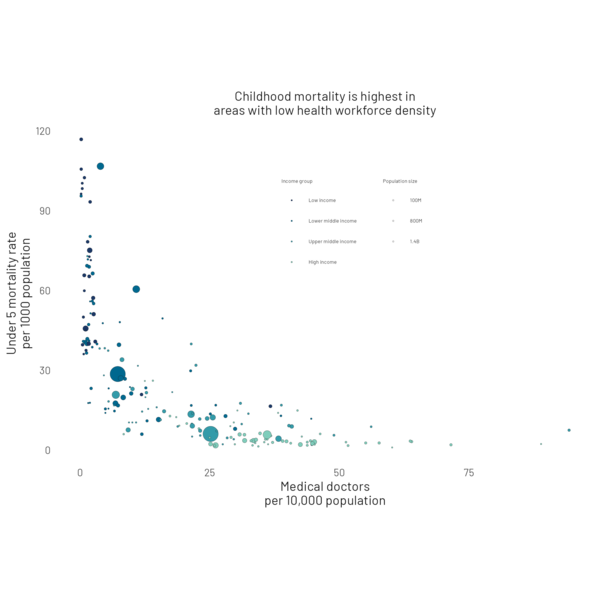 Childhood mortality is highest in
areas with low health workforce density
120
90
60
30
0
Under 5 mortality rate
per 1000 population
Income group
Low income
Lower middle income
Upper middle income
High income
Population size
100M
600M
1.4B
0
25
50
75
Medical doctors
per 10,000 population